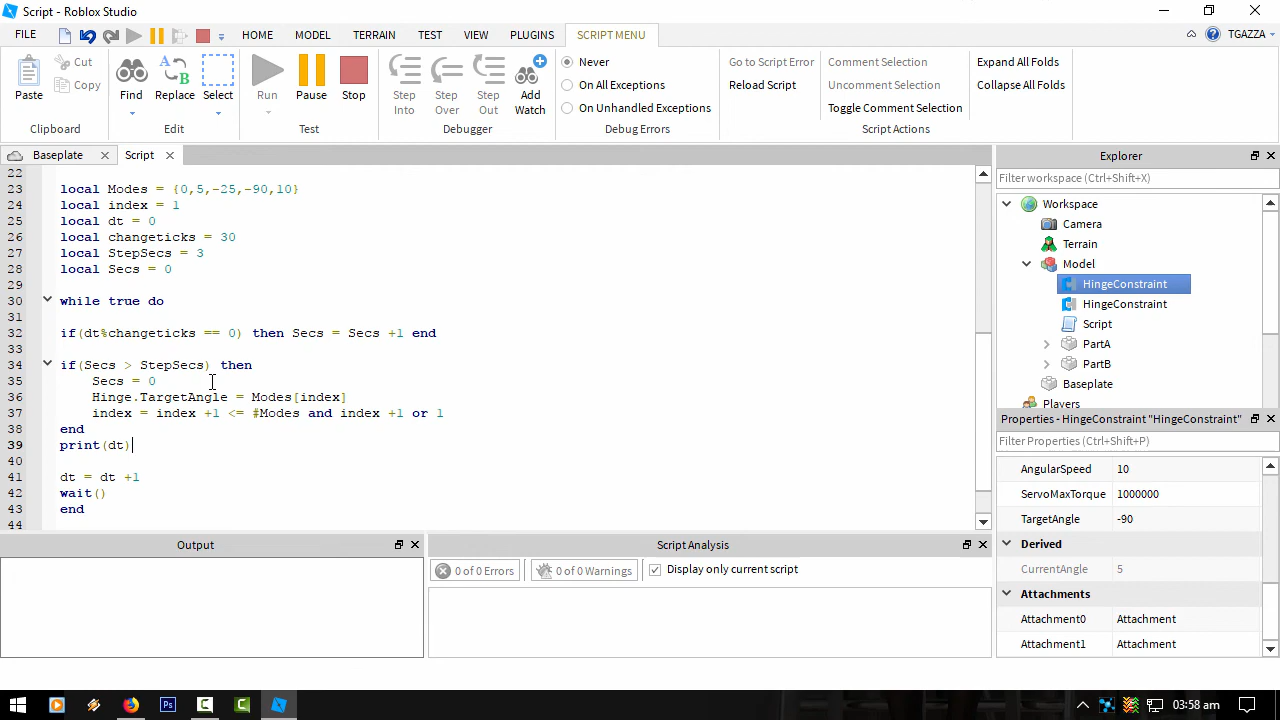 Script - Roblox Studio
FILE HOME MODEL TERRAIN TEST VIEW PLUGINS SCRIPT MENU TGAZZA
Paste Cut Copy
Clipboard
Find Replace Select
Edit
Run Pause Stop
Test
Step Into Step Over Step Out Add Watch
Debugger
Never
On All Exceptions
On Unhandled Exceptions
Debug Errors
Go to Script Error
Reload Script
Comment Selection
Uncomment Selection
Toggle Comment Selection
Script Actions
Expand All Folds
Collapse All Folds
Baseplate Script
22
23 local Modes = {0,5,-25,-90,10}
24 local index = 1
25 local dt = 0
26 local changeticks = 30
27 local StepSecs = 3
28 local Secs = 0
29
30 while true do
31
32 if(dt%changeticks == 0) then Secs = Secs +1 end
33
34 if(Secs > StepSecs) then
35 Secs = 0
36 Hinge.TargetAngle = Modes[index]
37 index = index +1 <= #Modes and index +1 or 1
38 end
39 print(dt)
40
41 dt = dt +1
42 wait()
43 end
44
Explorer
Filter workspace (Ctrl+Shift+X)
Workspace
Camera
Terrain
Model
HingeConstraint
HingeConstraint
Script
PartA
PartB
Baseplate
Players
Properties - HingeConstraint "HingeConstraint"
Filter Properties (Ctrl+Shift+P)
AngularSpeed 10
ServoMaxTorque 1000000
TargetAngle -90
Derived
CurrentAngle 5
Attachments
Attachment0 Attachment
Attachment1 Attachment
Output
Script Analysis
0 of 0 Errors 0 of 0 Warnings Display only current script
Ps
03:58 am